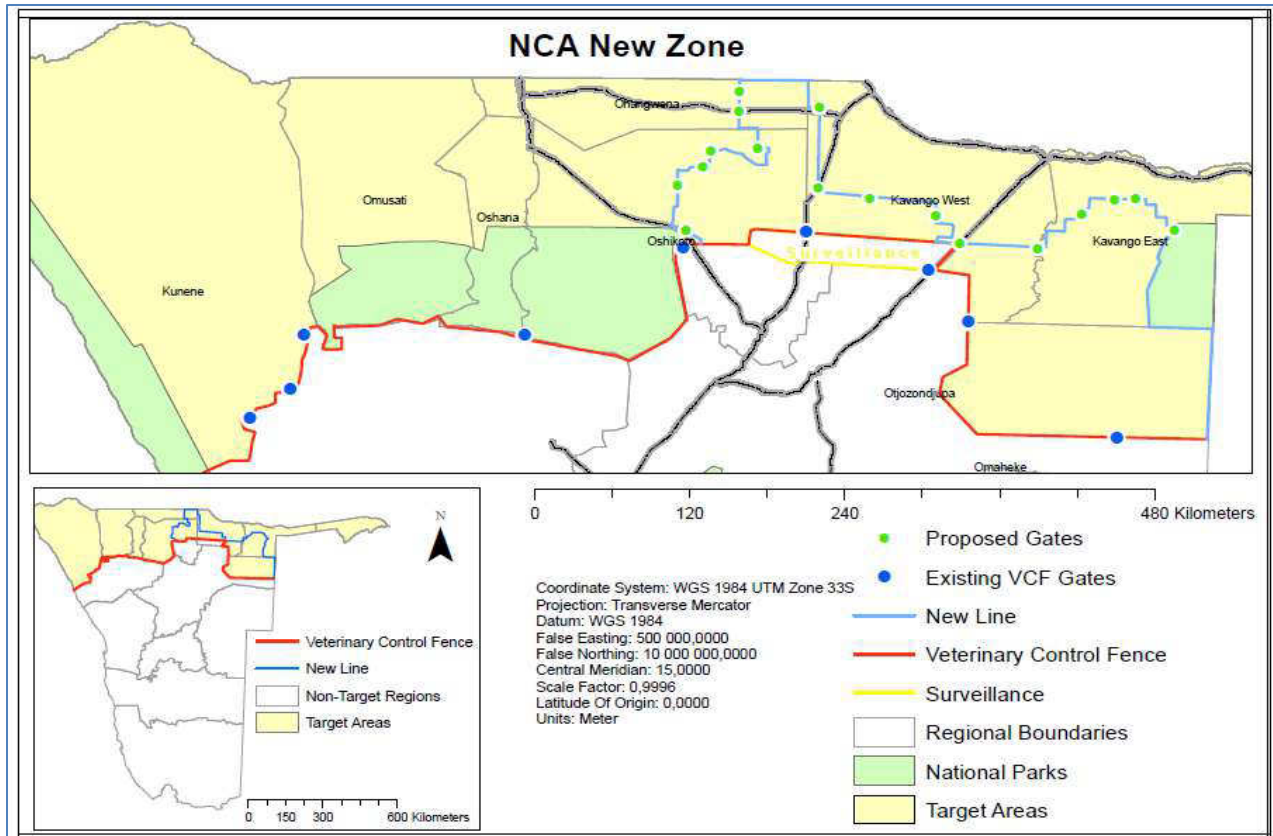 NCA New Zone
Ohangwena
Omusati
Oshana
Kavango West
Oshikoto
Kavango East
Surveillance
Kunene
Otjozondjupa
Omaheke
0 120 240 480 Kilometers
N
Proposed Gates
Existing VCF Gates
New Line
Veterinary Control Fence
Surveillance
Regional Boundaries
National Parks
Target Areas
Coordinate System: WGS 1984 UTM Zone 33S
Projection: Transverse Mercator
Datum: WGS 1984
False Easting: 500 000,0000
False Northing: 10 000 000,0000
Central Meridian: 15,0000
Scale Factor: 0,9996
Latitude Of Origin: 0,0000
Units: Meter
Veterinary Control Fence
New Line
Non-Target Regions
Target Areas
0 150 300 600 Kilometers